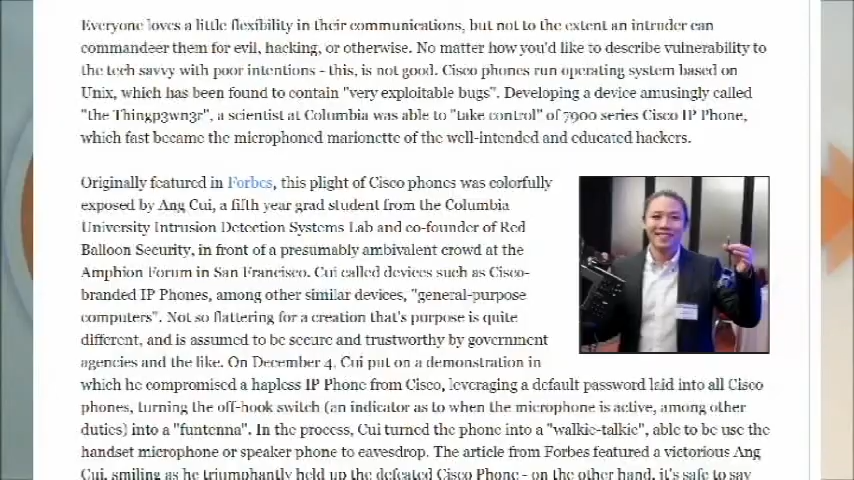 Everyone loves a little flexibility in their communications, but not to the extent an intruder can
commandeer them for evil, hacking, or otherwise. No matter how you'd like to describe vulnerability to
the tech savvy with poor intentions - this, is not good. Cisco phones run operating system based on
Unix, which has been found to contain "very exploitable bugs". Developing a device amusingly called
"the Thingp3wn3r", a scientist at Columbia was able to "take control" of 7900 series Cisco IP Phone,
which fast became the microphoned marionette of the well-intended and educated hackers.
Originally featured in Forbes, this plight of Cisco phones was colorfully
exposed by Ang Cui, a fifth year grad student from the Columbia
University Intrusion Detection Systems Lab and co-founder of Red
Balloon Security, in front of a presumably ambivalent crowd at the
Amphion Forum in San Francisco. Cui called devices such as Cisco-
branded IP Phones, among other similar devices, "general-purpose
computers". Not so flattering for a creation that's purpose is quite
different, and is assumed to be secure and trustworthy by government
agencies and the like. On December 4, Cui put on a demonstration in
which he compromised a hapless IP Phone from Cisco, leveraging a default password laid into all Cisco
phones, turning the off-hook switch (an indicator as to when the microphone is active, among other
duties) into a "funtenna". In the process, Cui turned the phone into a "walkie-talkie", able to be use the
handset microphone or speaker phone to eavesdrop. The article from Forbes featured a victorious Ang
Cui, smiling as he triumphantly held up the defeated Cisco Phone - on the other hand, it's safe to say